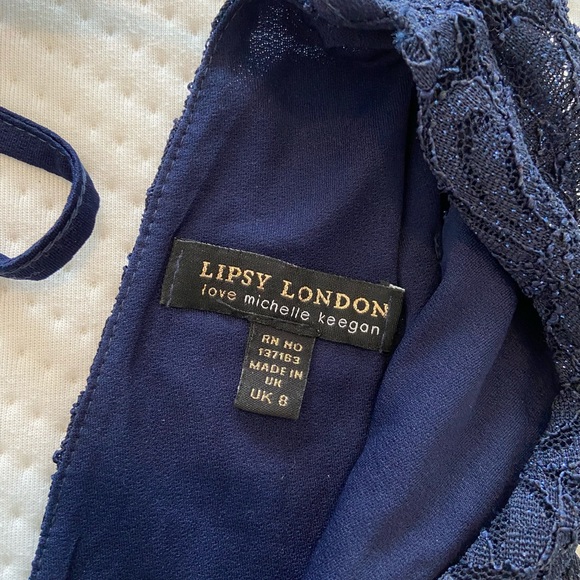 LIPSY LONDON
love michelle keegan
RN NO
137163
MADE IN
UK
UK 8